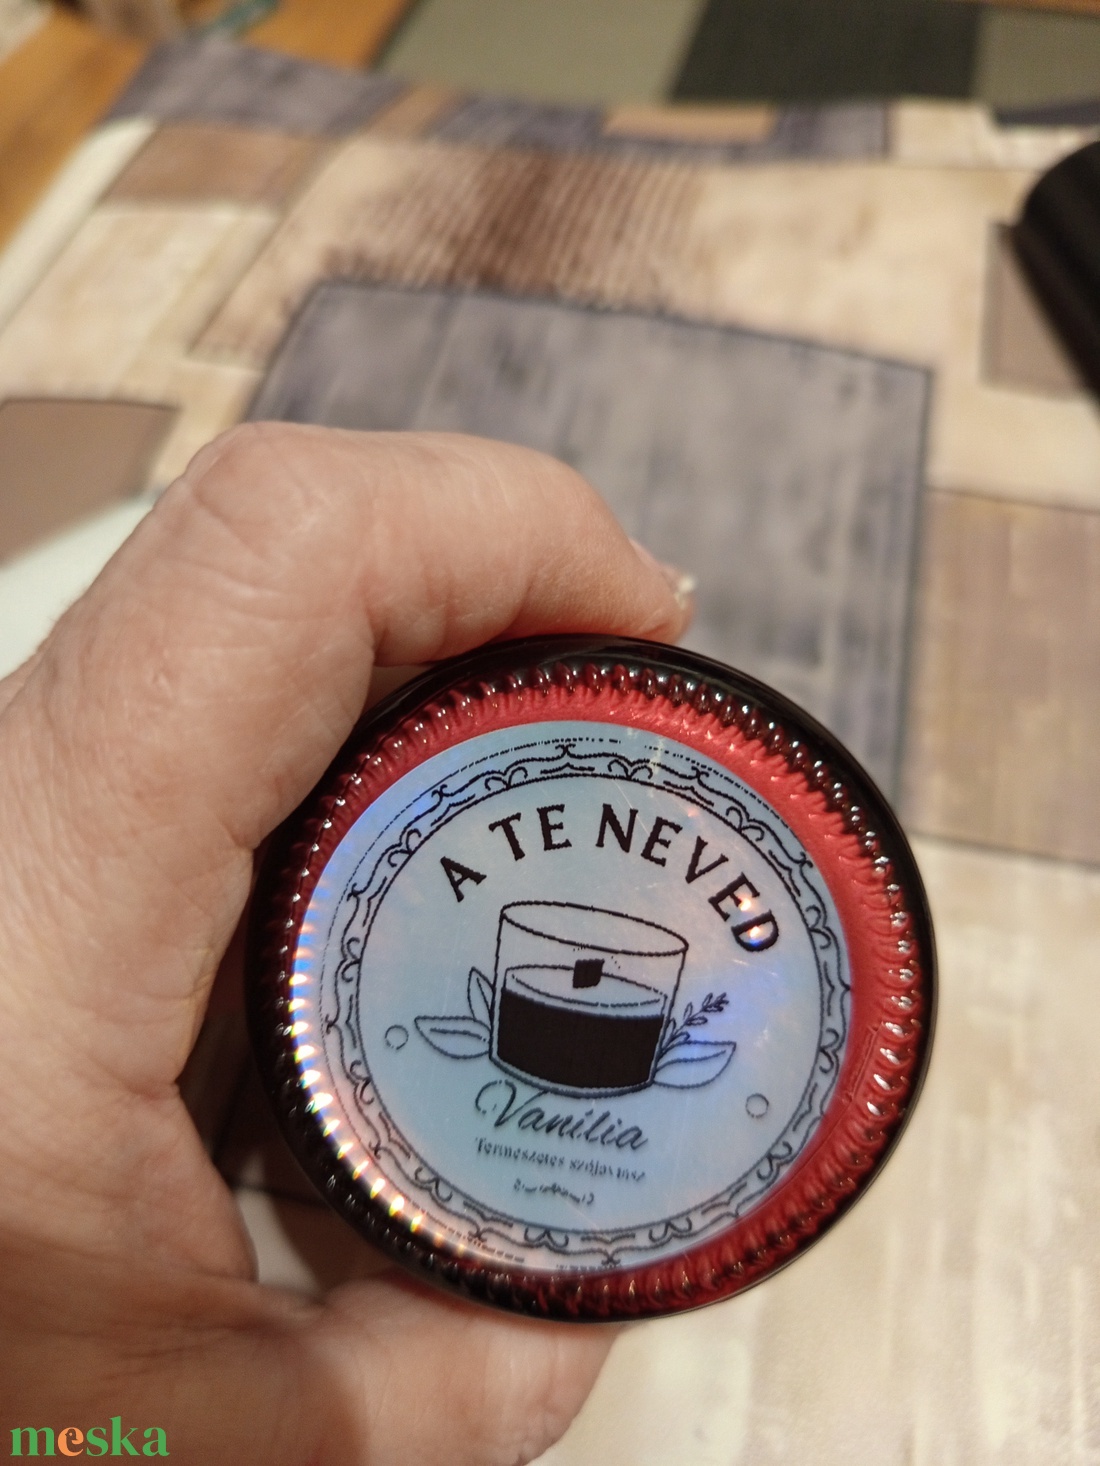 A TE NEVED
Vanília
Természetes szójaviasz
meska